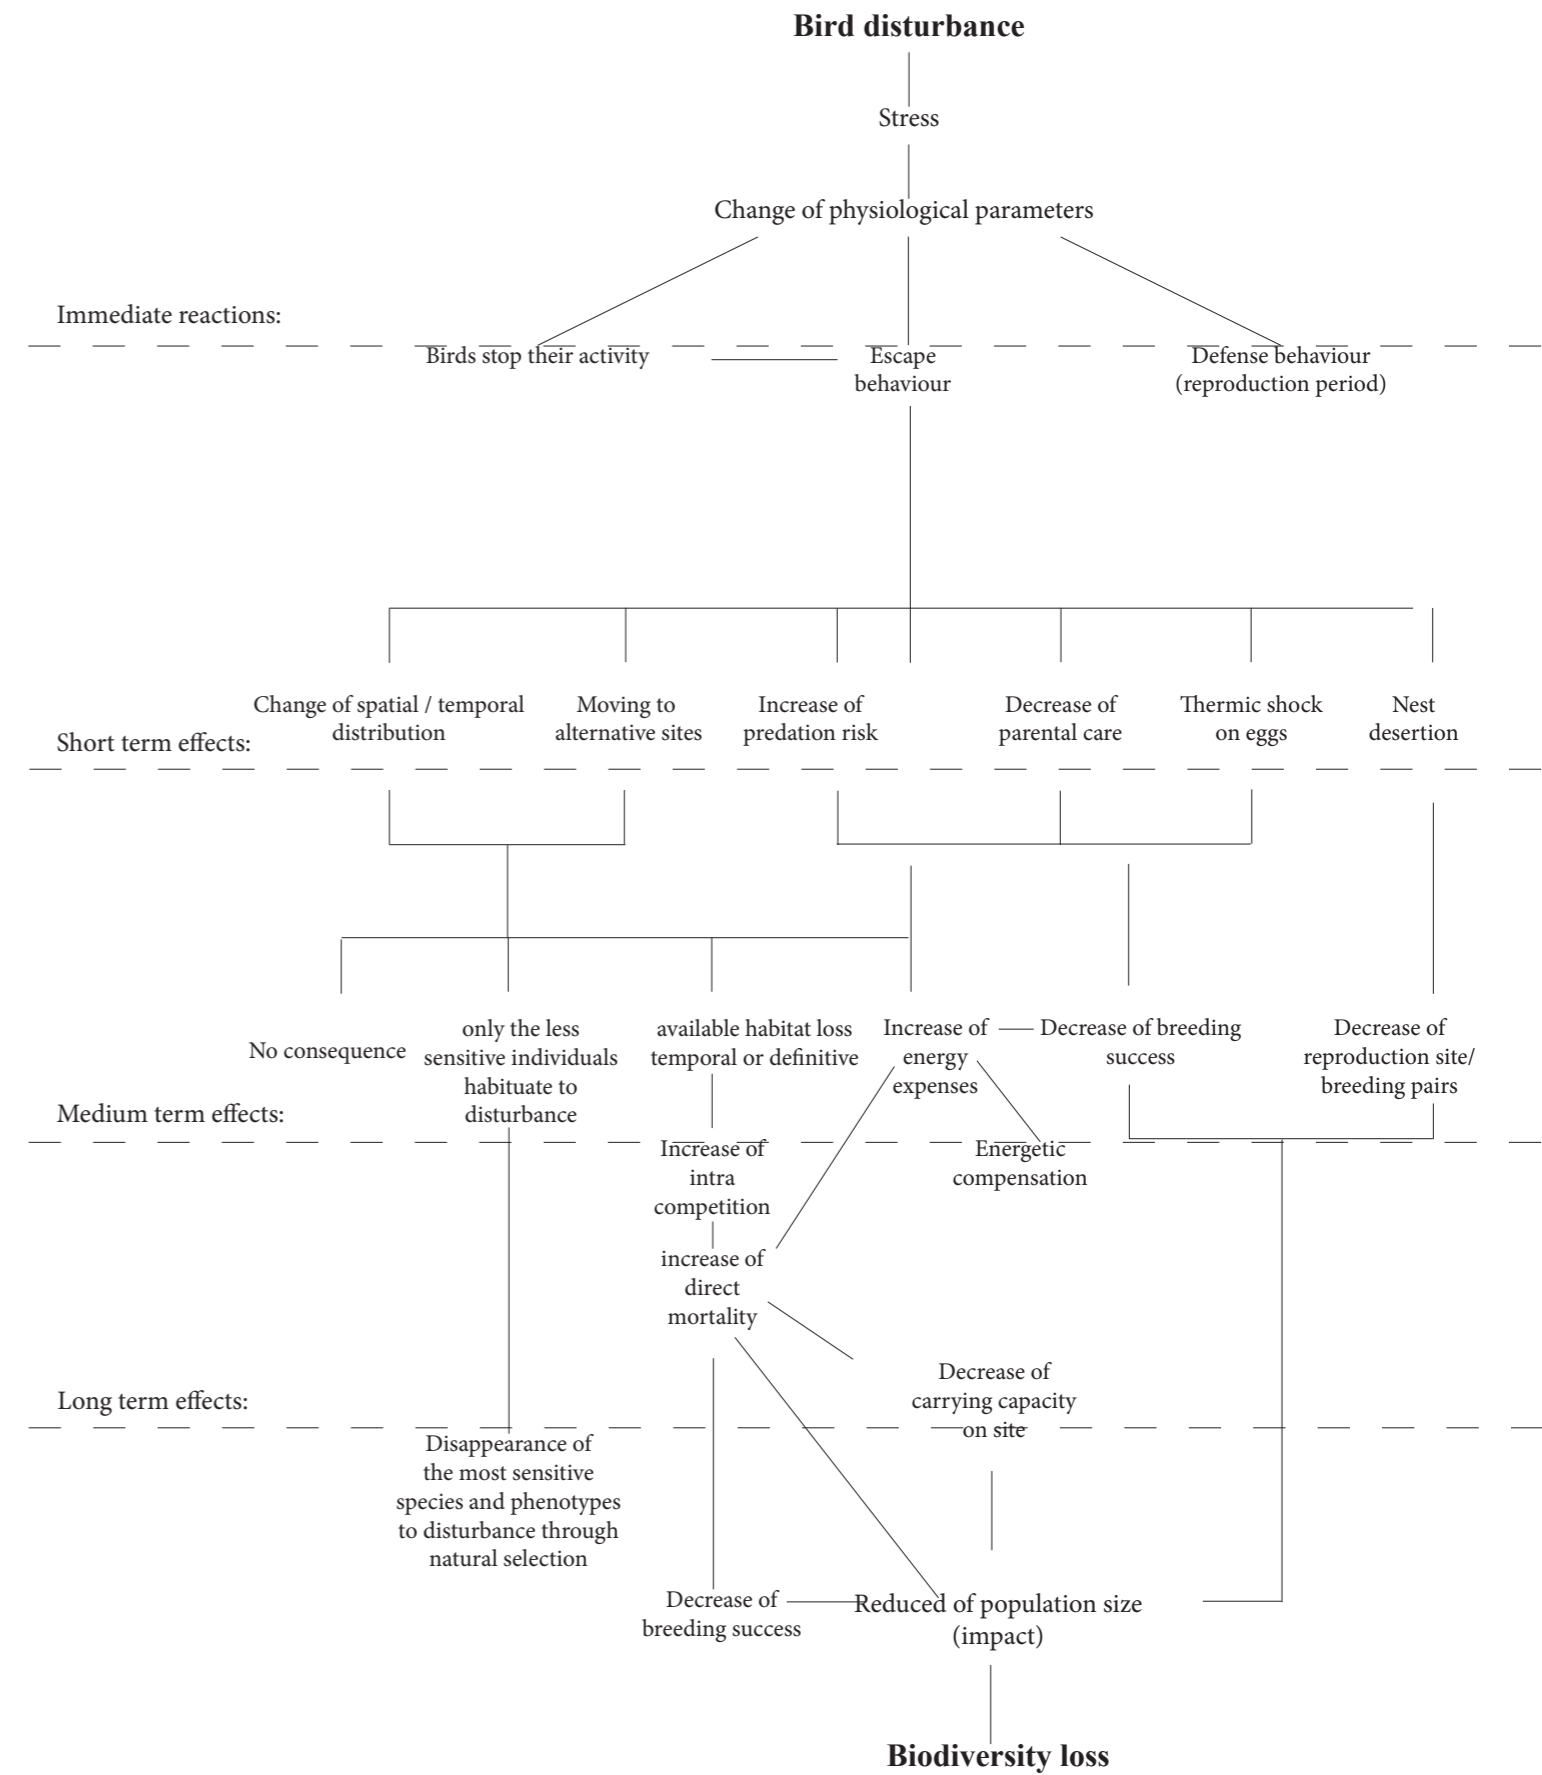 Bird disturbance
Stress
Change of physiological parameters
Immediate reactions:
Birds stop their activity
Escape
behaviour
Defense behaviour
(reproduction period)
Change of spatial / temporal
distribution
Moving to
alternative sites
Increase of
predation risk
Decrease of
parental care
Thermic shock
on eggs
Nest
desertion
Short term effects:
No consequence
only the less
sensitive individuals
habituate to
disturbance
available habitat loss
temporal or definitive
Increase of
energy
expenses
Decrease of breeding
success
Decrease of
reproduction site/
breeding pairs
Medium term effects:
Increase of
intra
competition
Energetic
compensation
increase of
direct
mortality
Decrease of
carrying capacity
on site
Long term effects:
Disappearance of
the most sensitive
species and phenotypes
to disturbance through
natural selection
Decrease of
breeding success
Reduced of population size
(impact)
Biodiversity loss